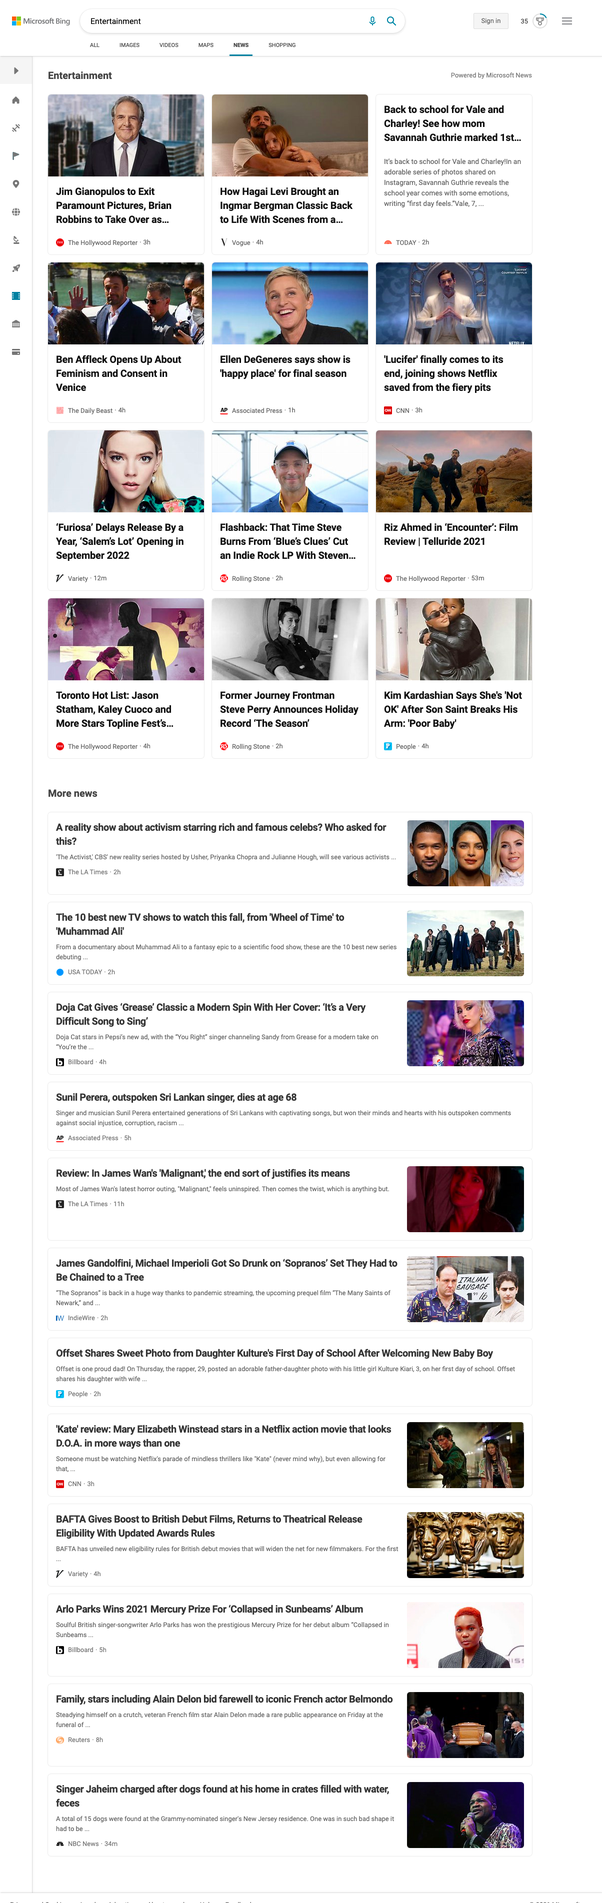 Microsoft Bing
Entertainment
Sign in
35
ALL
IMAGES
VIDEOS
MAPS
NEWS
SHOPPING
Entertainment
Powered by Microsoft News
Jim Gianopulos to Exit
Paramount Pictures, Brian
Robbins to Take Over as...
The Hollywood Reporter · 3h
How Hagai Levi Brought an
Ingmar Bergman Classic Back
to Life With Scenes from a...
Vogue · 4h
Back to school for Vale and
Charley! See how mom
Savannah Guthrie marked 1st...
It's back to school for Vale and Charley!In an
adorable series of photos shared on
Instagram, Savannah Guthrie reveals the
school year comes with some emotions,
writing "first day feels."Vale, 7, ...
TODAY · 2h
Ben Affleck Opens Up About
Feminism and Consent in
Venice
The Daily Beast · 4h
Ellen DeGeneres says show is
'happy place' for final season
AP
Associated Press · 1h
'Lucifer' finally comes to its
end, joining shows Netflix
saved from the fiery pits
CNN · 3h
'Furiosa' Delays Release By a
Year, 'Salem's Lot' Opening in
September 2022
Variety · 12m
Flashback: That Time Steve
Burns From 'Blue's Clues' Cut
an Indie Rock LP With Steven...
Rolling Stone · 2h
Riz Ahmed in 'Encounter': Film
Review | Telluride 2021
The Hollywood Reporter · 53m
Toronto Hot List: Jason
Statham, Kaley Cuoco and
More Stars Topline Fest's...
The Hollywood Reporter · 4h
Former Journey Frontman
Steve Perry Announces Holiday
Record 'The Season'
Rolling Stone · 2h
Kim Kardashian Says She's 'Not
OK' After Son Saint Breaks His
Arm: 'Poor Baby'
People · 4h
More news
A reality show about activism starring rich and famous celebs? Who asked for
this?
'The Activist,' CBS' new reality series hosted by Usher, Priyanka Chopra and Julianne Hough, will see various activists ...
The LA Times · 2h
The 10 best new TV shows to watch this fall, from 'Wheel of Time' to
'Muhammad Ali'
From a documentary about Muhammad Ali to a fantasy epic to a scientific food show, these are the 10 best new series
debuting ...
USA TODAY · 2h
Doja Cat Gives 'Grease' Classic a Modern Spin With Her Cover: 'It's a Very
Difficult Song to Sing'
Doja Cat stars in Pepsi's new ad, with the "You Right" singer channeling Sandy from Grease for a modern take on
"You're the ...
Billboard · 4h
Sunil Perera, outspoken Sri Lankan singer, dies at age 68
Singer and musician Sunil Perera entertained generations of Sri Lankans with captivating songs, but won their minds and hearts with his outspoken comments
against social injustice, corruption, racism ...
AP
Associated Press · 5h
Review: In James Wan's 'Malignant,' the end sort of justifies its means
Most of James Wan's latest horror outing, "Malignant," feels uninspired. Then comes the twist, which is anything but.
The LA Times · 11h
James Gandolfini, Michael Imperioli Got So Drunk on 'Sopranos' Set They Had to
Be Chained to a Tree
"The Sopranos" is back in a huge way thanks to pandemic streaming, the upcoming prequel film "The Many Saints of
Newark," and ...
IndieWire · 2h
ITALIAN
SAUSAGE
Offset Shares Sweet Photo from Daughter Kulture's First Day of School After Welcoming New Baby Boy
Offset is one proud dad! On Thursday, the rapper, 29, posted an adorable father-daughter photo with his little girl Kulture Kiari, 3, on her first day of school. Offset
shares his daughter with wife ...
People · 2h
'Kate' review: Mary Elizabeth Winstead stars in a Netflix action movie that looks
D.O.A. in more ways than one
Someone must be watching Netflix's parade of mindless thrillers like "Kate" (never mind why), but even allowing for
that, ...
CNN · 3h
BAFTA Gives Boost to British Debut Films, Returns to Theatrical Release
Eligibility With Updated Awards Rules
BAFTA has unveiled new eligibility rules for British debut movies that will widen the net for new filmmakers. For the first
...
Variety · 4h
Arlo Parks Wins 2021 Mercury Prize For 'Collapsed in Sunbeams' Album
Soulful British singer-songwriter Arlo Parks has won the prestigious Mercury Prize for her debut album "Collapsed in
Sunbeams ...
Billboard · 5h
Family, stars including Alain Delon bid farewell to iconic French actor Belmondo
Steadying himself on a crutch, veteran French film star Alain Delon made a rare public appearance on Friday at the
funeral of ...
Reuters · 8h
Singer Jaheim charged after dogs found at his home in crates filled with water,
feces
A total of 15 dogs were found at the Grammy-nominated singer's New Jersey residence. One was in such bad shape it
had to be ...
NBC News · 34m